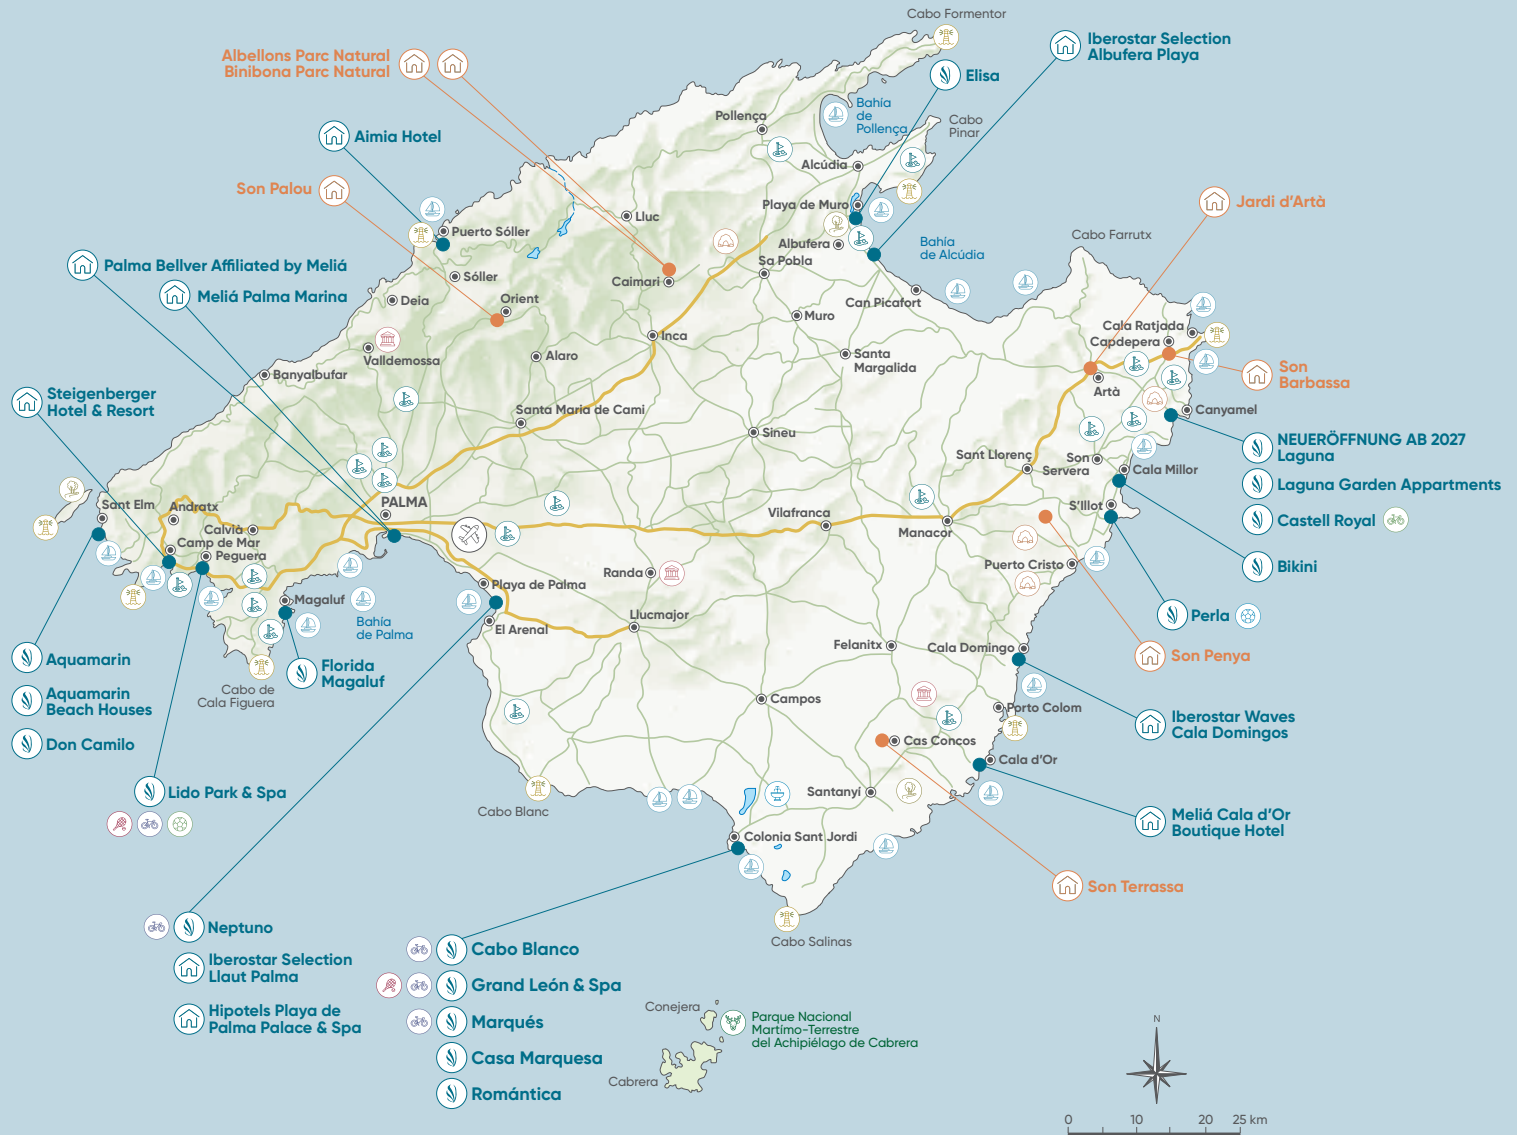 Cabo Formentor
Iberostar Selection
Albufera Playa
Albellons Parc Natural
Binibona Parc Natural
Elisa
Bahía
de
Pollença
Cabo
Pinar
Pollença
Aimia Hotel
Alcúdia
Son Palou
Playa de Muro
Jardi d'Artà
Lluc
Puerto Sóller
Albufera
Bahía
de Alcúdia
Cabo Farrutx
Palma Bellver Affiliated by Meliá
Sa Pobla
Sóller
Caimari
Meliá Palma Marina
Deia
Orient
Can Picafort
Muro
Cala Ratjada
Capdepera
Inca
Valldemossa
Alaro
Santa
Margalida
Son
Barbassa
Banyalbufar
Artà
Steigenberger
Hotel & Resort
Santa Maria de Cami
Canyamel
Sineu
NEUERÖFFNUNG AB 2027
Laguna
Sant Llorenç
Son
Servera
Cala Millor
Laguna Garden Appartments
Sant Elm
Andratx
PALMA
S'Illot
Vilafranca
Castell Royal
Calvià
Manacor
Camp de Mar
Peguera
Puerto Cristo
Bikini
Randa
Playa de Palma
Magaluf
Bahía
de Palma
Llucmajor
Perla
El Arenal
Felanitx
Cala Domingo
Son Penya
Aquamarin
Florida
Magaluf
Cabo de
Cala Figuera
Aquamarin
Beach Houses
Campos
Porto Colom
Iberostar Waves
Cala Domingos
Don Camilo
Cas Concos
Cala d'Or
Lido Park & Spa
Santanyí
Cabo Blanc
Meliá Cala d'Or
Boutique Hotel
Colonia Sant Jordi
Son Terrassa
Neptuno
Cabo Blanco
Cabo Salinas
Iberostar Selection
Llaut Palma
Grand León & Spa
Hipotels Playa de
Palma Palace & Spa
Marqués
Conejera
Parque Nacional
Martímo-Terrestre
del Achipiélago de Cabrera
Casa Marquesa
Cabrera
Romántica
N
0 10 20 25 km